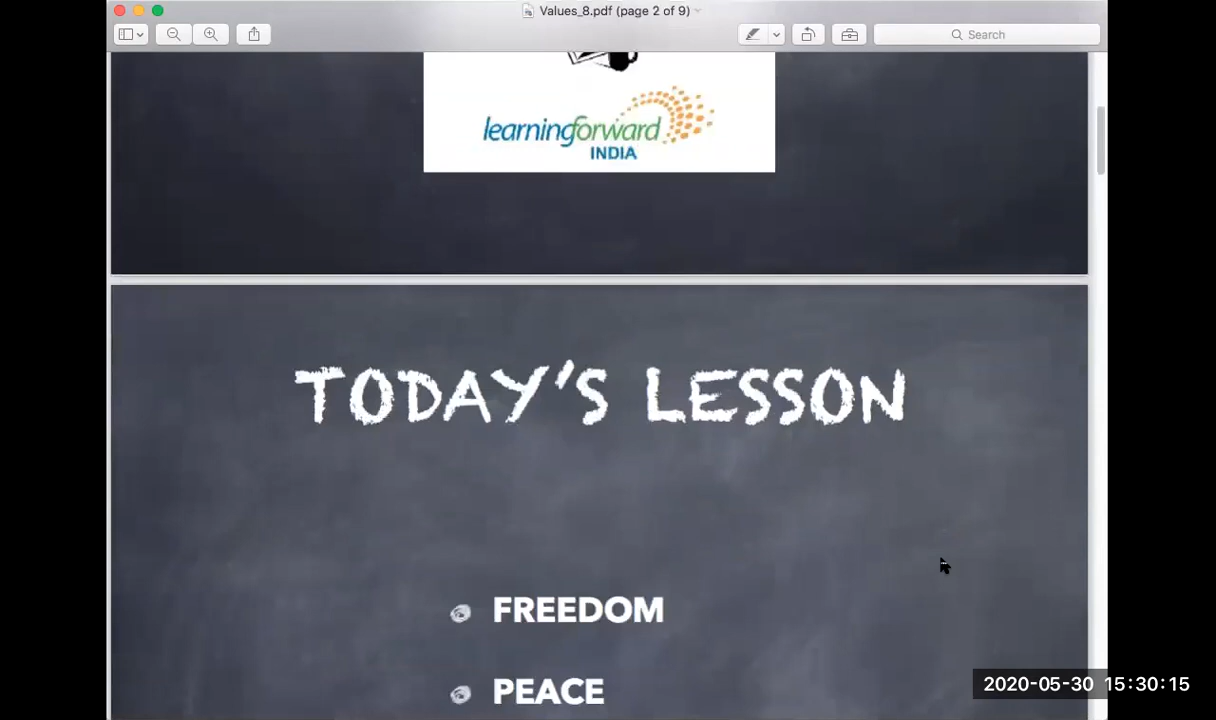 Values_8.pdf (page 2 of 9)
Search
learningforward
INDIA
TODAY'S LESSON
FREEDOM
PEACE
2020-05-30 15:30:15